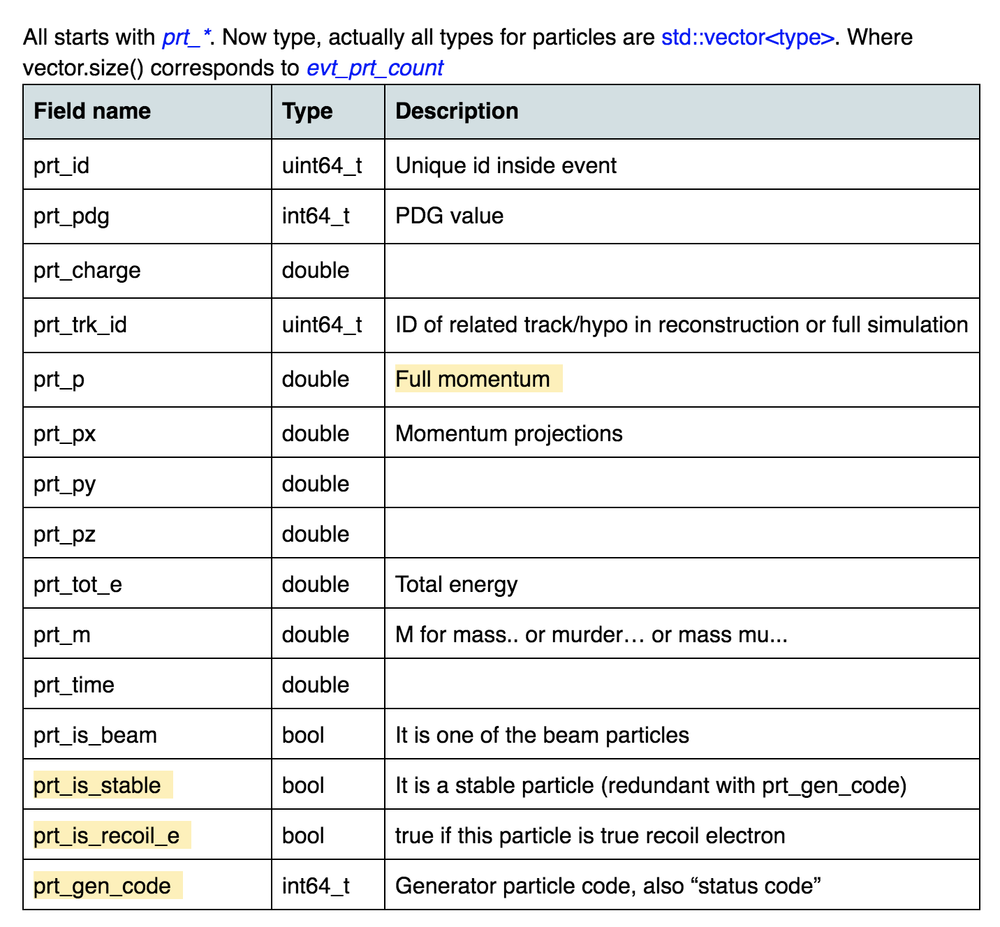 All starts with prt_*. Now type, actually all types for particles are std::vector<type>. Where
vector.size() corresponds to evt_prt_count
Field name Type Description
prt_id uint64_t Unique id inside event
prt_pdg int64_t PDG value
prt_charge double
prt_trk_id uint64_t ID of related track/hypo in reconstruction or full simulation
prt_p double Full momentum
prt_px double Momentum projections
prt_py double
prt_pz double
prt_tot_e double Total energy
prt_m double M for mass.. or murder… or mass mu...
prt_time double
prt_is_beam bool It is one of the beam particles
prt_is_stable bool It is a stable particle (redundant with prt_gen_code)
prt_is_recoil_e bool true if this particle is true recoil electron
prt_gen_code int64_t Generator particle code, also “status code”